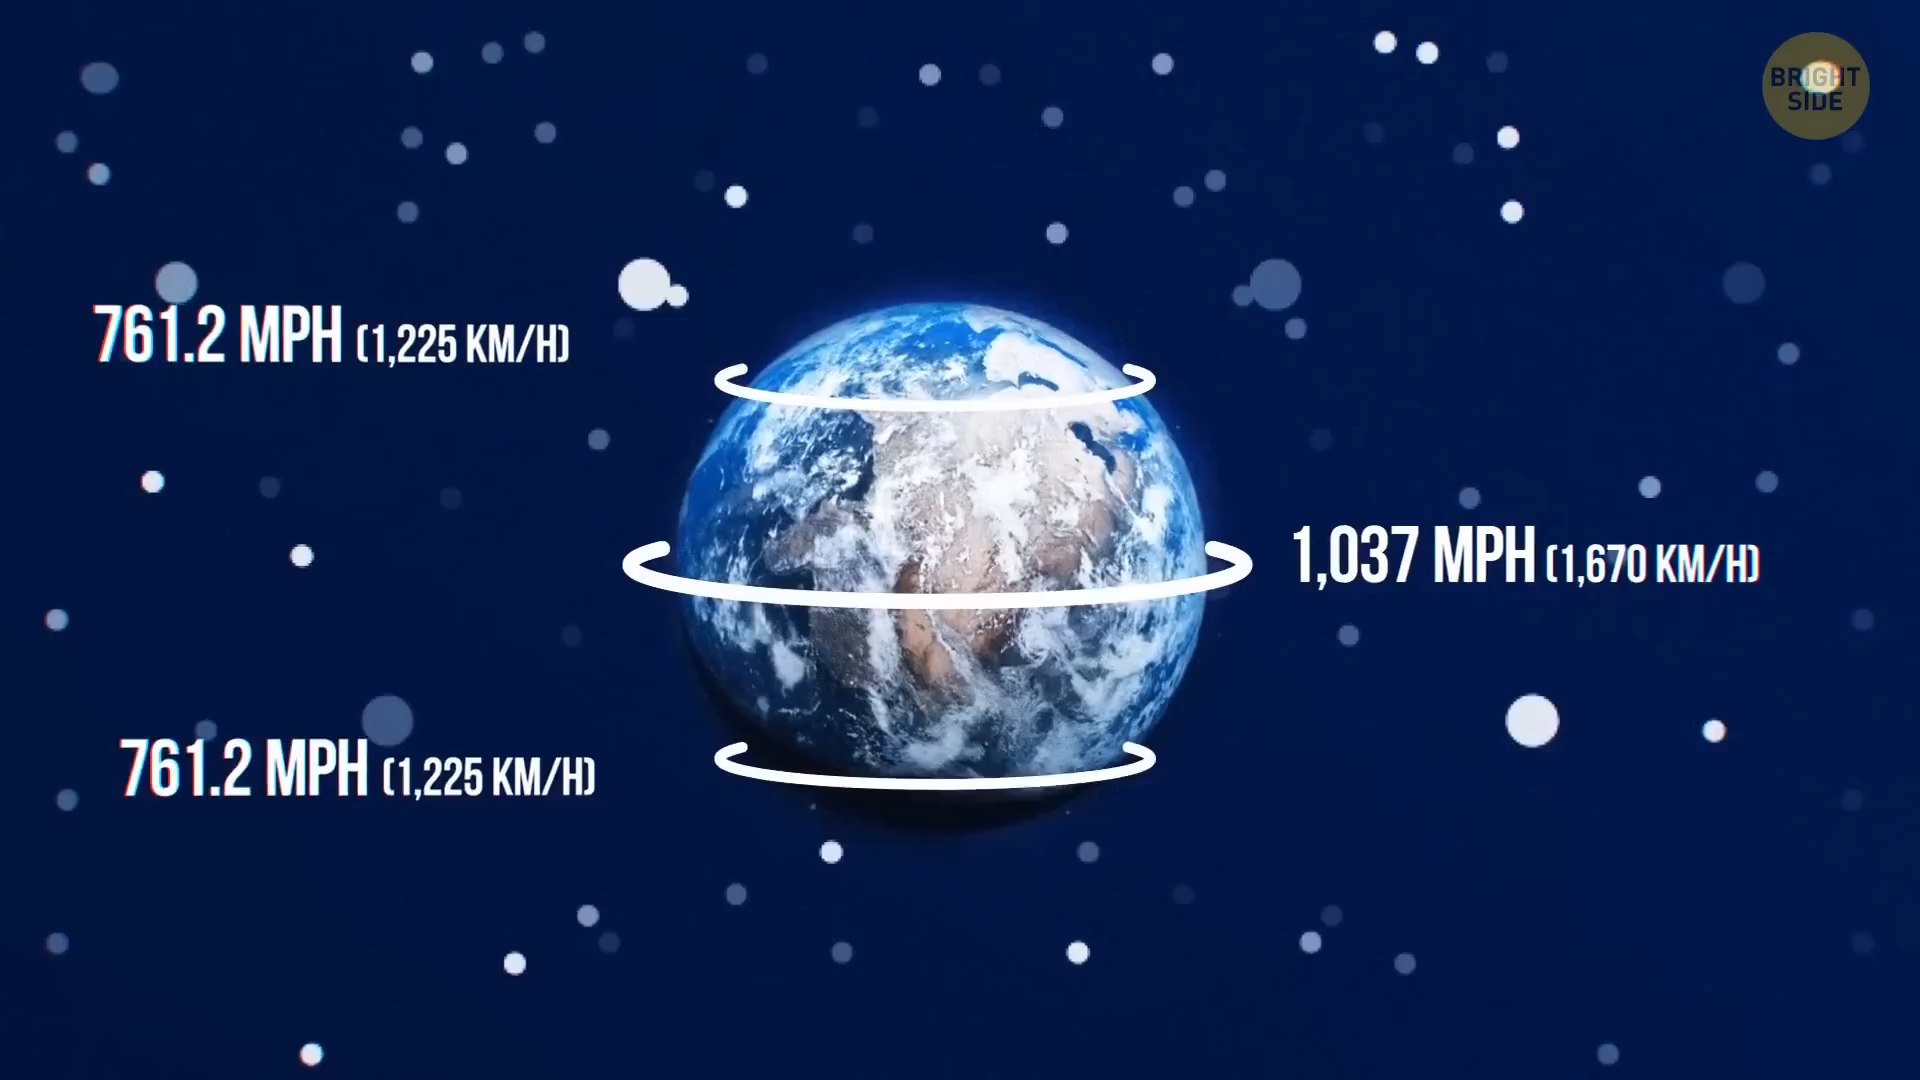 BRIGHT
SIDE
761.2 MPH (1,225 KM/H)
1,037 MPH (1,670 KM/H)
761.2 MPH (1,225 KM/H)